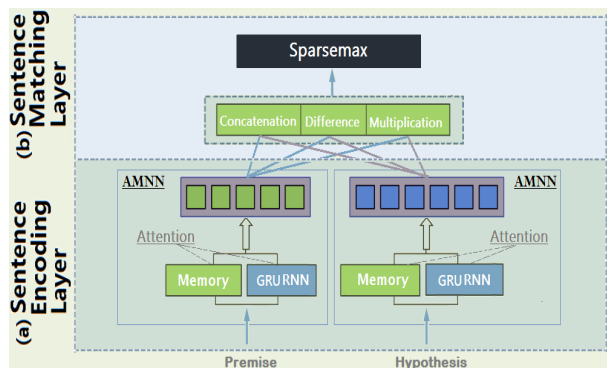 (b) Sentence
Matching
Layer
Sparsemax
Concatenation Difference Multiplication
(a) Sentence
Encoding
Layer
AMNN
AMNN
Attention
Attention
Memory
GRURNN
Memory
GRURNN
Premise
Hypothesis